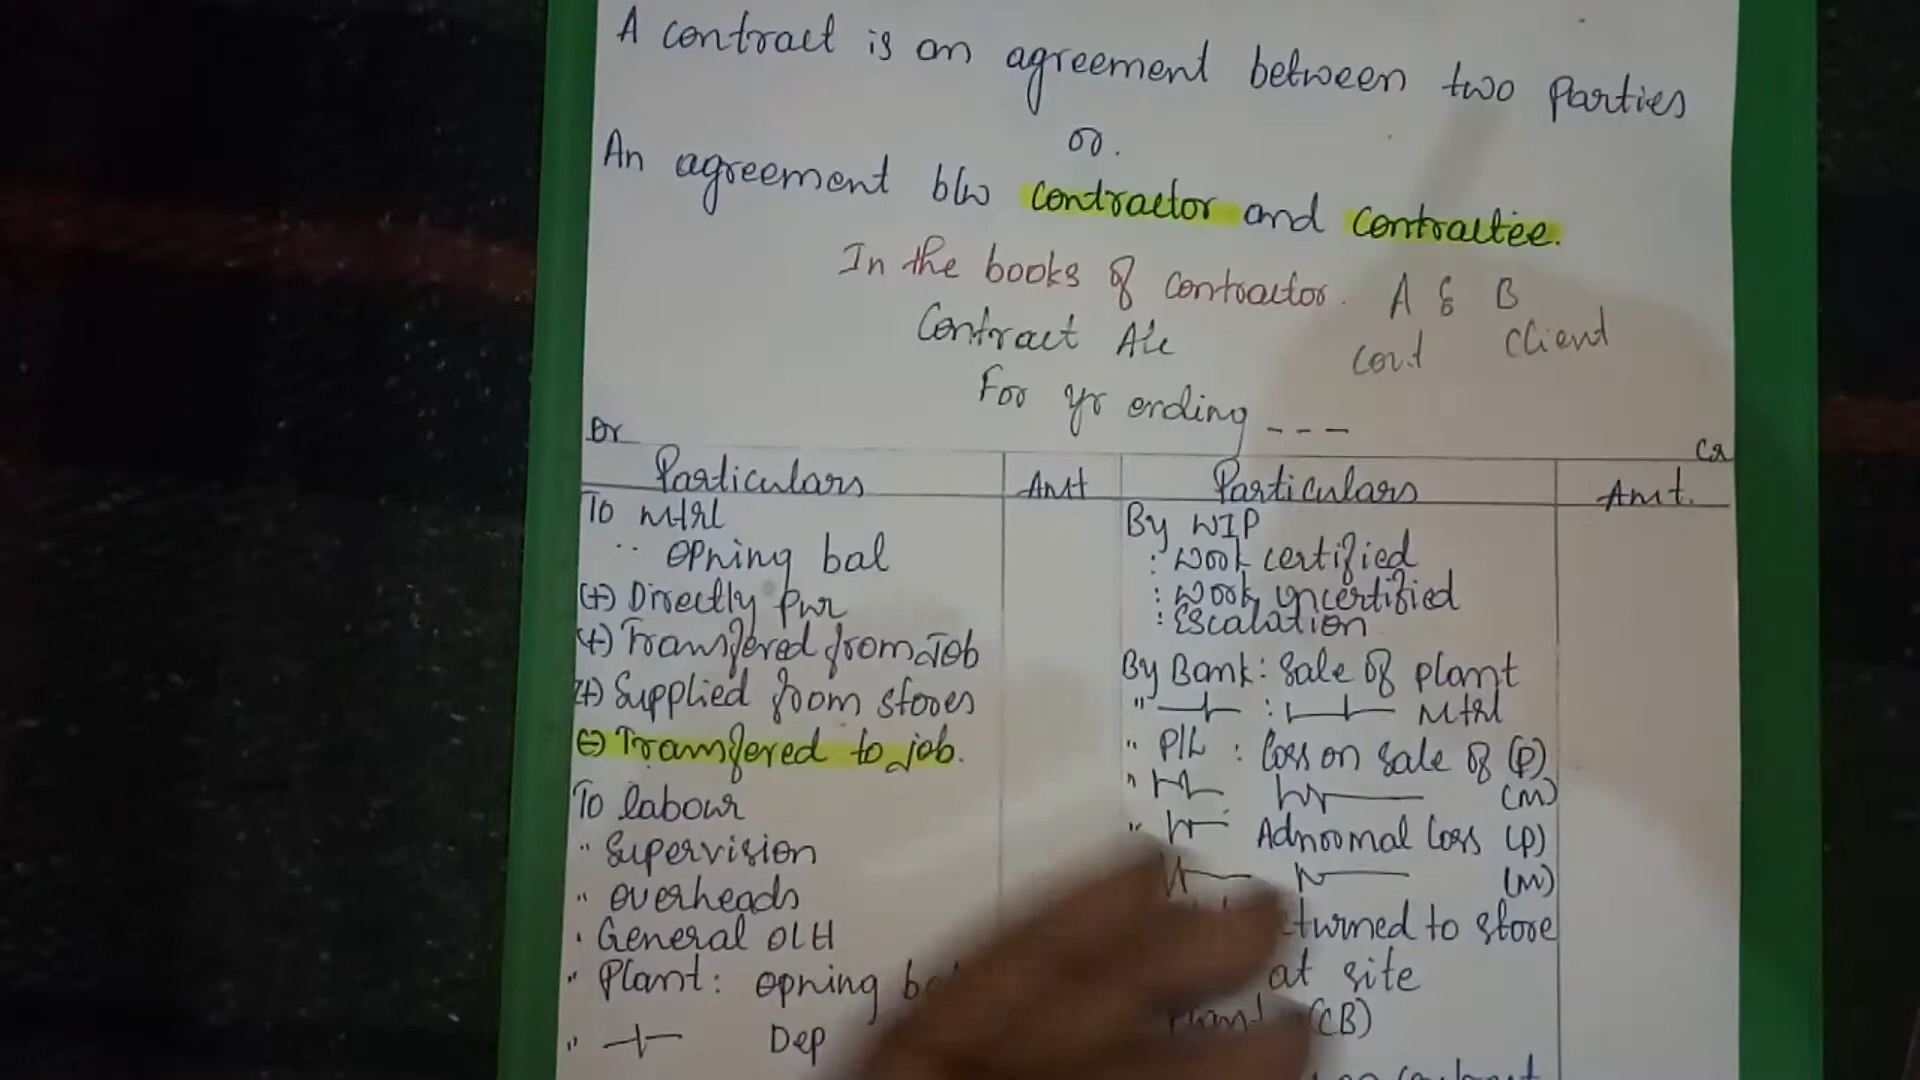 A contract is an agreement between two Parties
or.
An agreement b/w contractor and contractee.
In the books of contractor. A & B
Contract A/c cont client
For yr ending ---
Dr Cr
Particulars Amt Particulars Amt.
To Mtrl By WIP
opning bal : work certified
(+) Directly pur : work uncertified
: Escalation
(+) Transfered from Job By Bank: Sale of plant
(+) Supplied from stores " : Mtrl
(-) Transfered to job. " P/L : loss on sale of (P)
" (M)
To labour " Adnormal loss (P)
" Supervision (M)
" overheads turned to store
" General O/H at site
" Plant: opning (CB)
" Dep